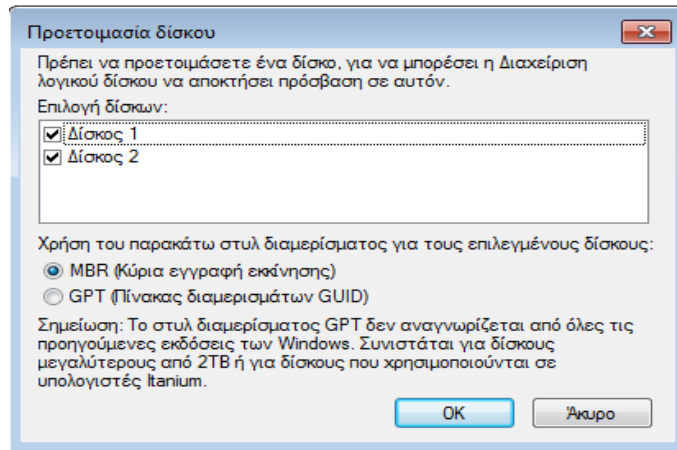 Προετοιμασία δίσκου
Πρέπει να προετοιμάσετε ένα δίσκο, για να μπορέσει η Διαχείριση
λογικού δίσκου να αποκτήσει πρόσβαση σε αυτόν.
Επιλογή δίσκων:
Δίσκος 1
Δίσκος 2
Χρήση του παρακάτω στυλ διαμερίσματος για τους επιλεγμένους δίσκους:
MBR (Κύρια εγγραφή εκκίνησης)
GPT (Πίνακας διαμερισμάτων GUID)
Σημείωση: Το στυλ διαμερίσματος GPT δεν αναγνωρίζεται από όλες τις
προηγούμενες εκδόσεις των Windows. Συνιστάται για δίσκους
μεγαλύτερους από 2TB ή για δίσκους που χρησιμοποιούνται σε
υπολογιστές Itanium.
OK Άκυρο